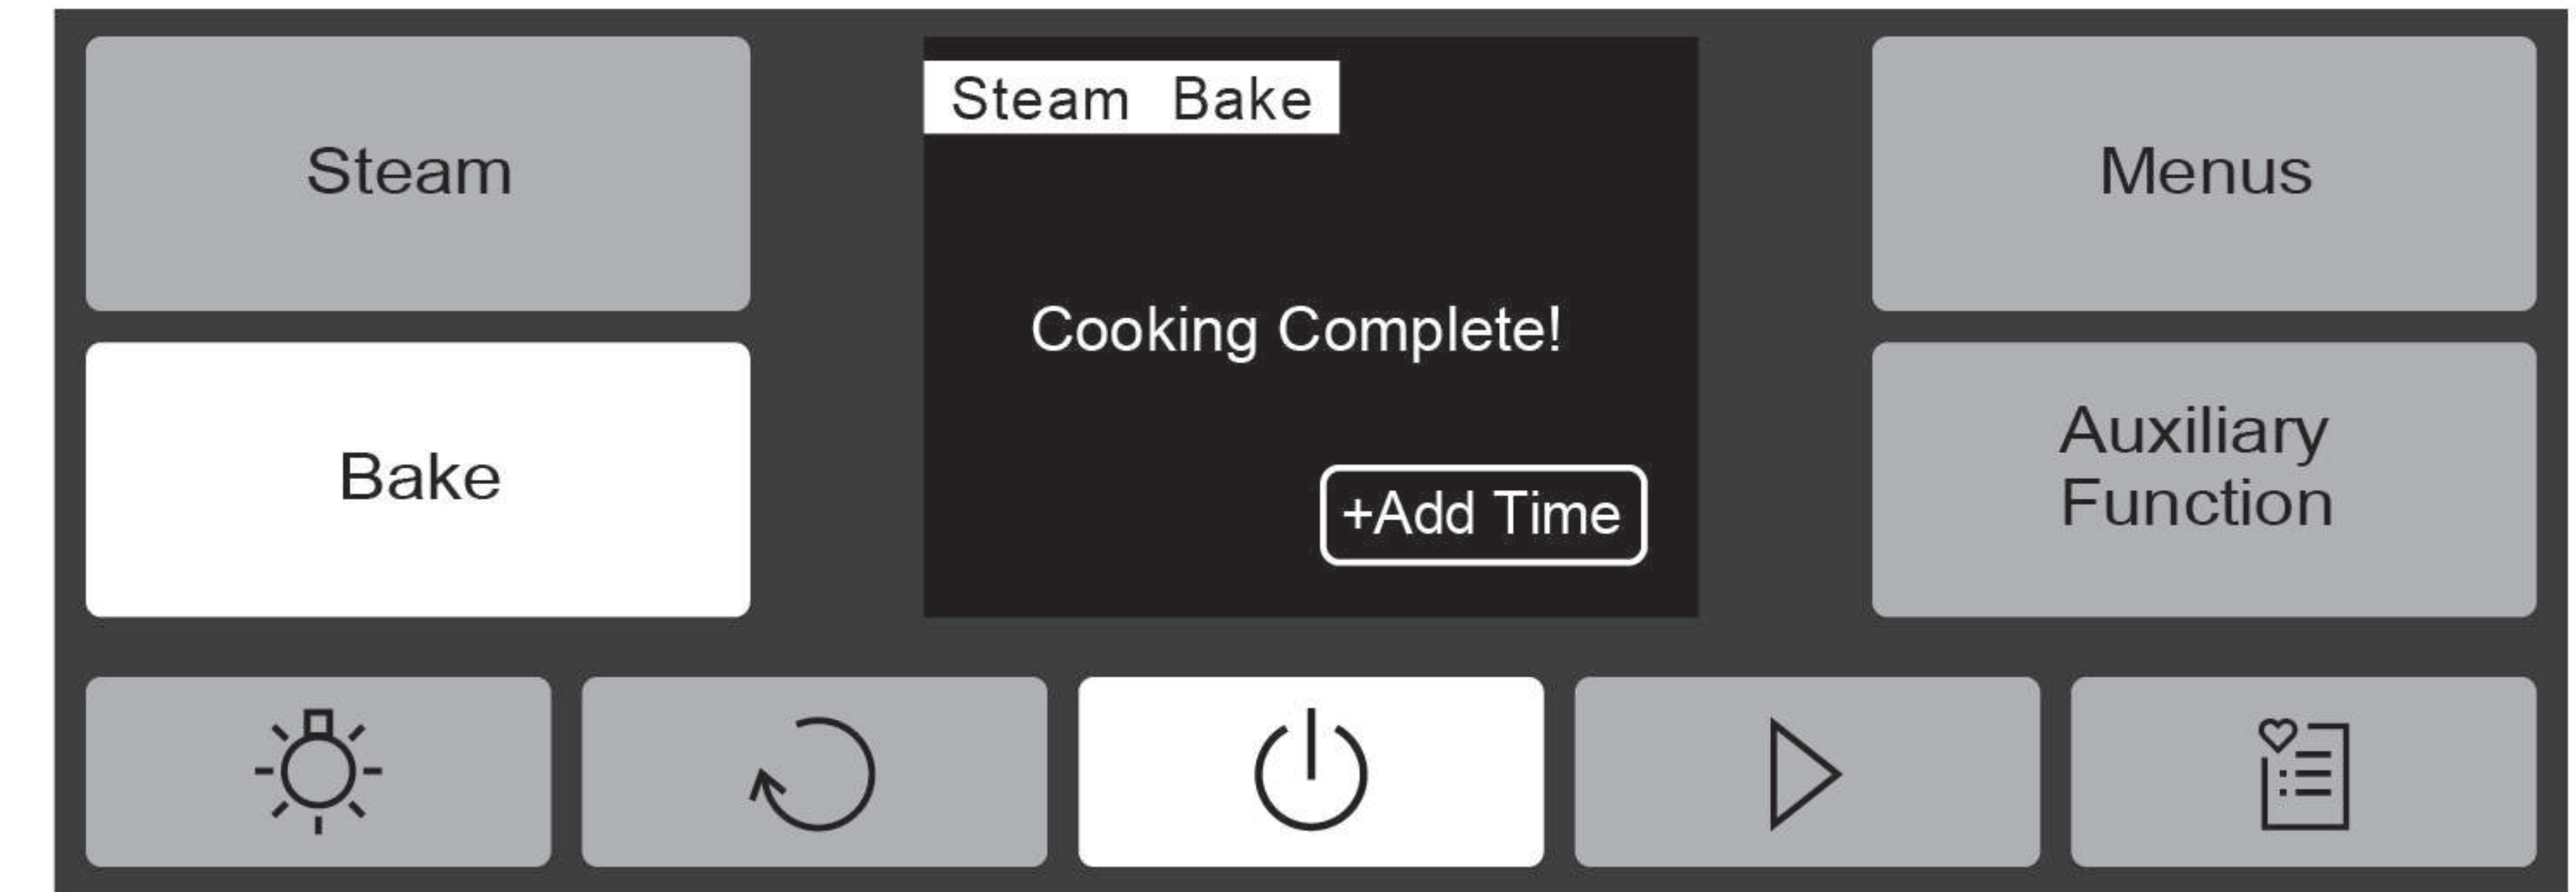 Steam
Steam Bake
Menus
Cooking Complete!
Bake
Auxiliary
Function
+Add Time